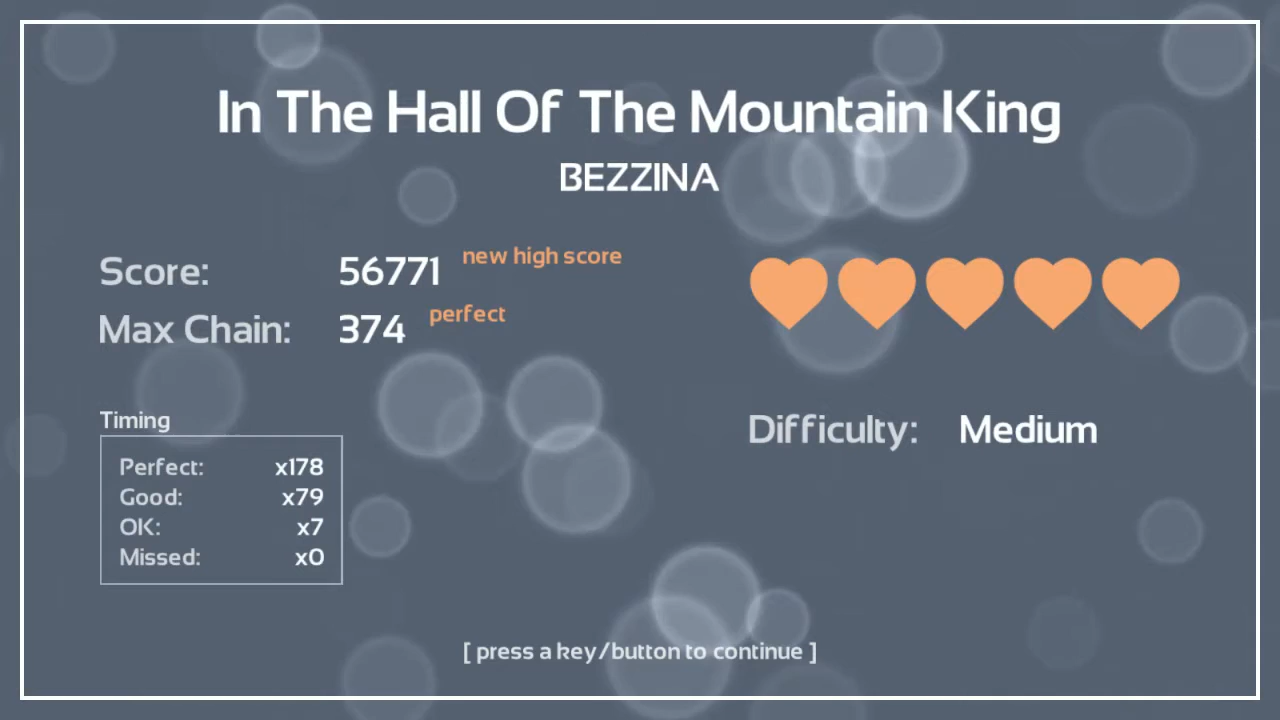 In The Hall Of The Mountain King
BEZZINA
Score: 56771 new high score
Max Chain: 374 perfect
Timing
Perfect: x178
Good: x79
OK: x7
Missed: x0
Difficulty: Medium
[ press a key/button to continue ]